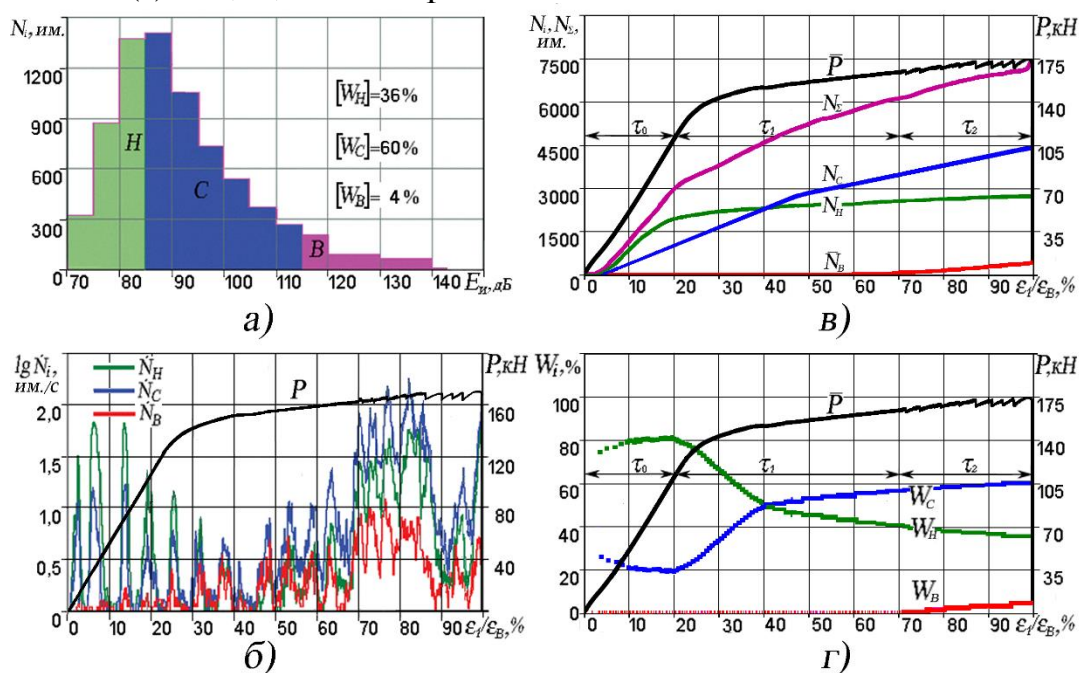 Nᵢ, им.
1200
900
600
300
0
70 80 90 100 110 120 130 140 Eᵤ, дБ
H
C
B
[W_H]=36%
[W_C]=60%
[W_B]= 4%
а)
Nᵢ, N_Σ, им.
P,кН
7500
6000
4500
3000
1500
0
175
140
105
70
35
P̄
N_Σ
τ₀
τ₁
τ₂
N_C
N_H
N_B
0 10 20 30 40 50 60 70 80 90 ε₁/ε_B,%
в)
lg Ṅᵢ, им./с
Ṅ_H
Ṅ_C
Ṅ_B
P
P,кН
2,0
1,5
1,0
0,5
0
160
120
80
40
0 10 20 30 40 50 60 70 80 90 ε₁/ε_B,%
б)
Wᵢ,%
P,кН
100
80
60
40
20
0
175
140
105
70
35
P̄
τ₀
τ₁
τ₂
W_C
W_H
W_B
0 10 20 30 40 50 60 70 80 90 ε₁/ε_B,%
г)